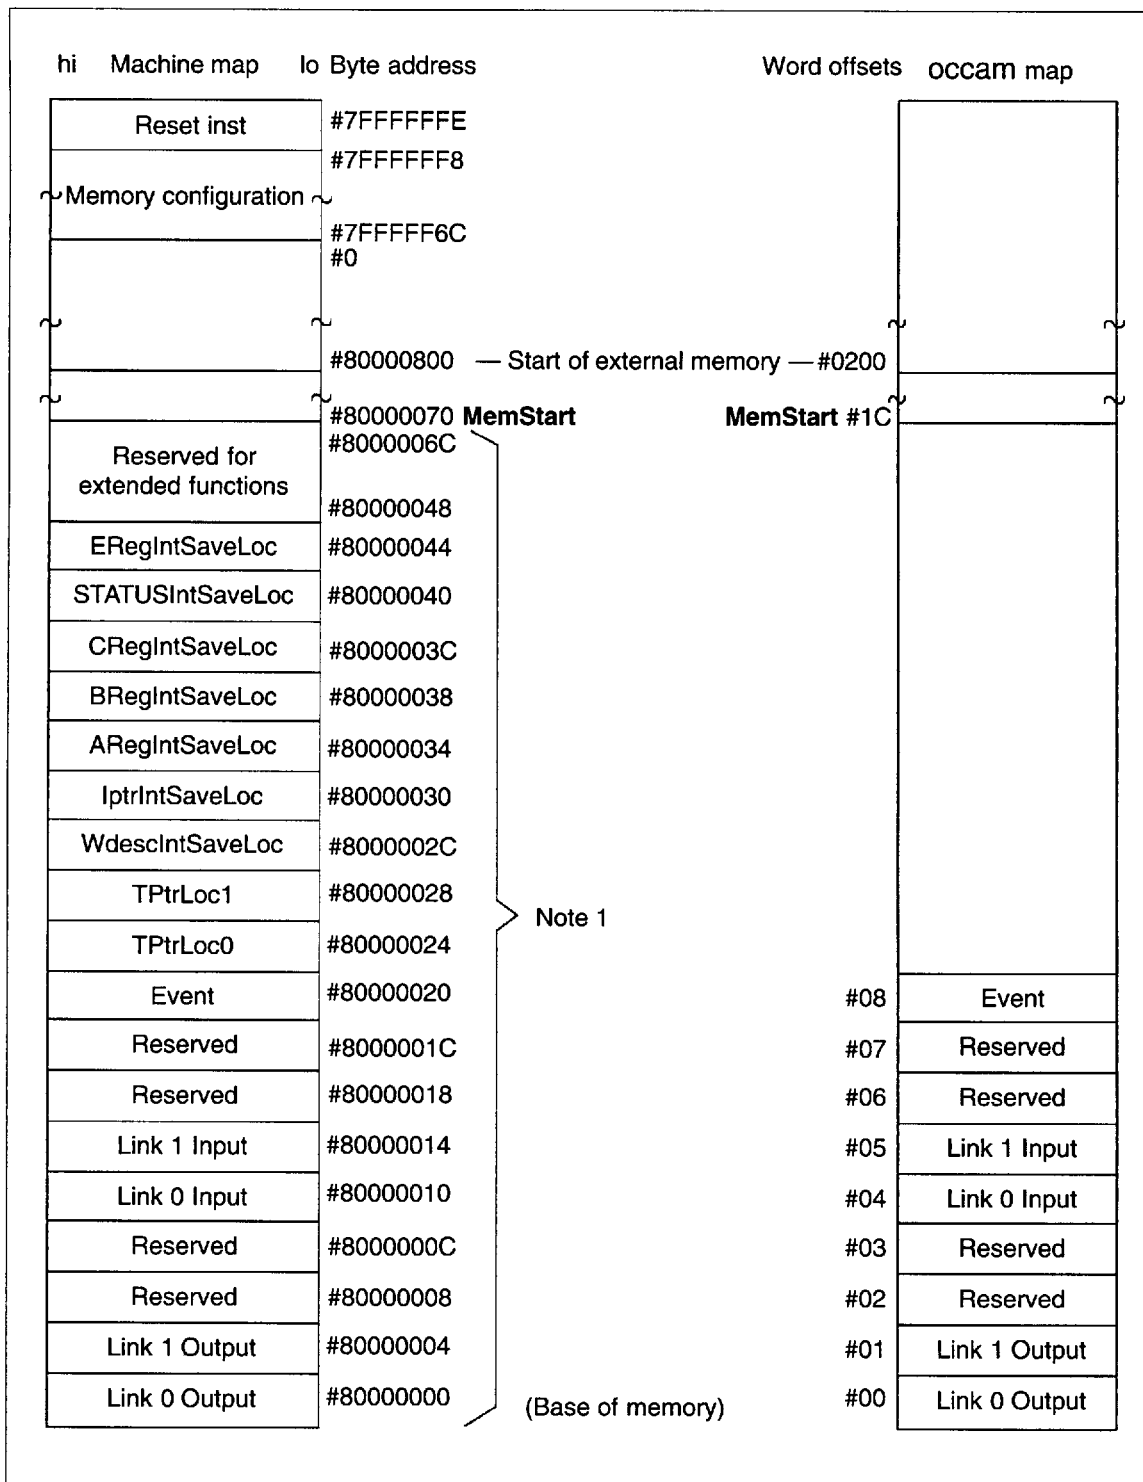 hi Machine map lo Byte address Word offsets occam map
Reset inst #7FFFFFFE
#7FFFFFF8
Memory configuration
#7FFFFF6C
#0
#80000800 — Start of external memory — #0200
#80000070 MemStart MemStart #1C
#8000006C
Reserved for
extended functions
#80000048
ERegIntSaveLoc #80000044
STATUSIntSaveLoc #80000040
CRegIntSaveLoc #8000003C
BRegIntSaveLoc #80000038
ARegIntSaveLoc #80000034
IptrIntSaveLoc #80000030
WdescIntSaveLoc #8000002C
TPtrLoc1 #80000028
Note 1
TPtrLoc0 #80000024
Event #80000020 #08 Event
Reserved #8000001C #07 Reserved
Reserved #80000018 #06 Reserved
Link 1 Input #80000014 #05 Link 1 Input
Link 0 Input #80000010 #04 Link 0 Input
Reserved #8000000C #03 Reserved
Reserved #80000008 #02 Reserved
Link 1 Output #80000004 #01 Link 1 Output
Link 0 Output #80000000 (Base of memory) #00 Link 0 Output